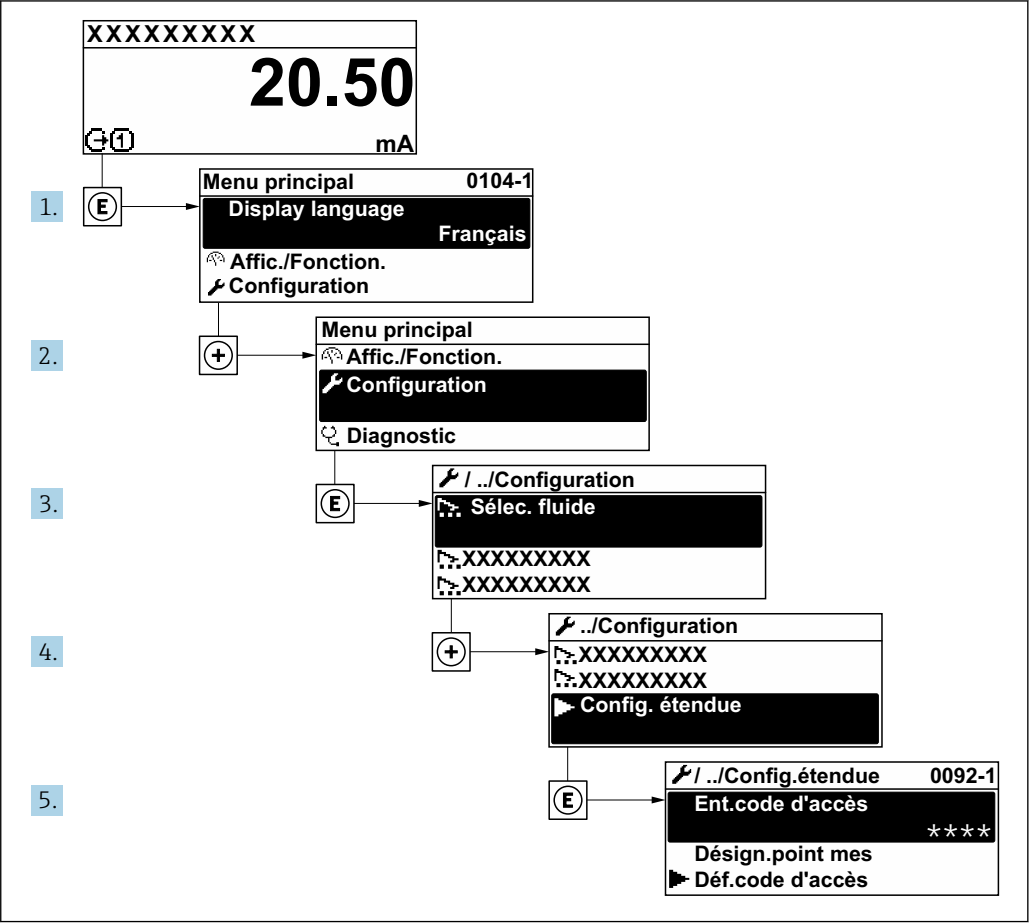 XXXXXXXXX
20.50
1 mA
Menu principal 0104-1
1. E Display language
Français
Affic./Fonction.
Configuration
Menu principal
2. + Affic./Fonction.
Configuration
Diagnostic
/ ../Configuration
3. E Sélec. fluide
XXXXXXXXX
XXXXXXXXX
../Configuration
4. + XXXXXXXXX
XXXXXXXXX
Config. étendue
/ ../Config.étendue 0092-1
5. E Ent.code d'accès
****
Désign.point mes
Déf.code d'accès